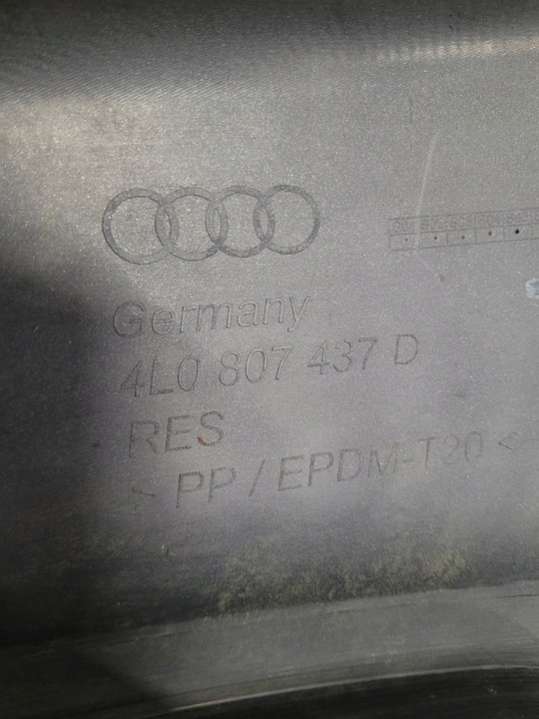 Germany
4L0 807 437 D
RES
> PP / EPDM-T20 <